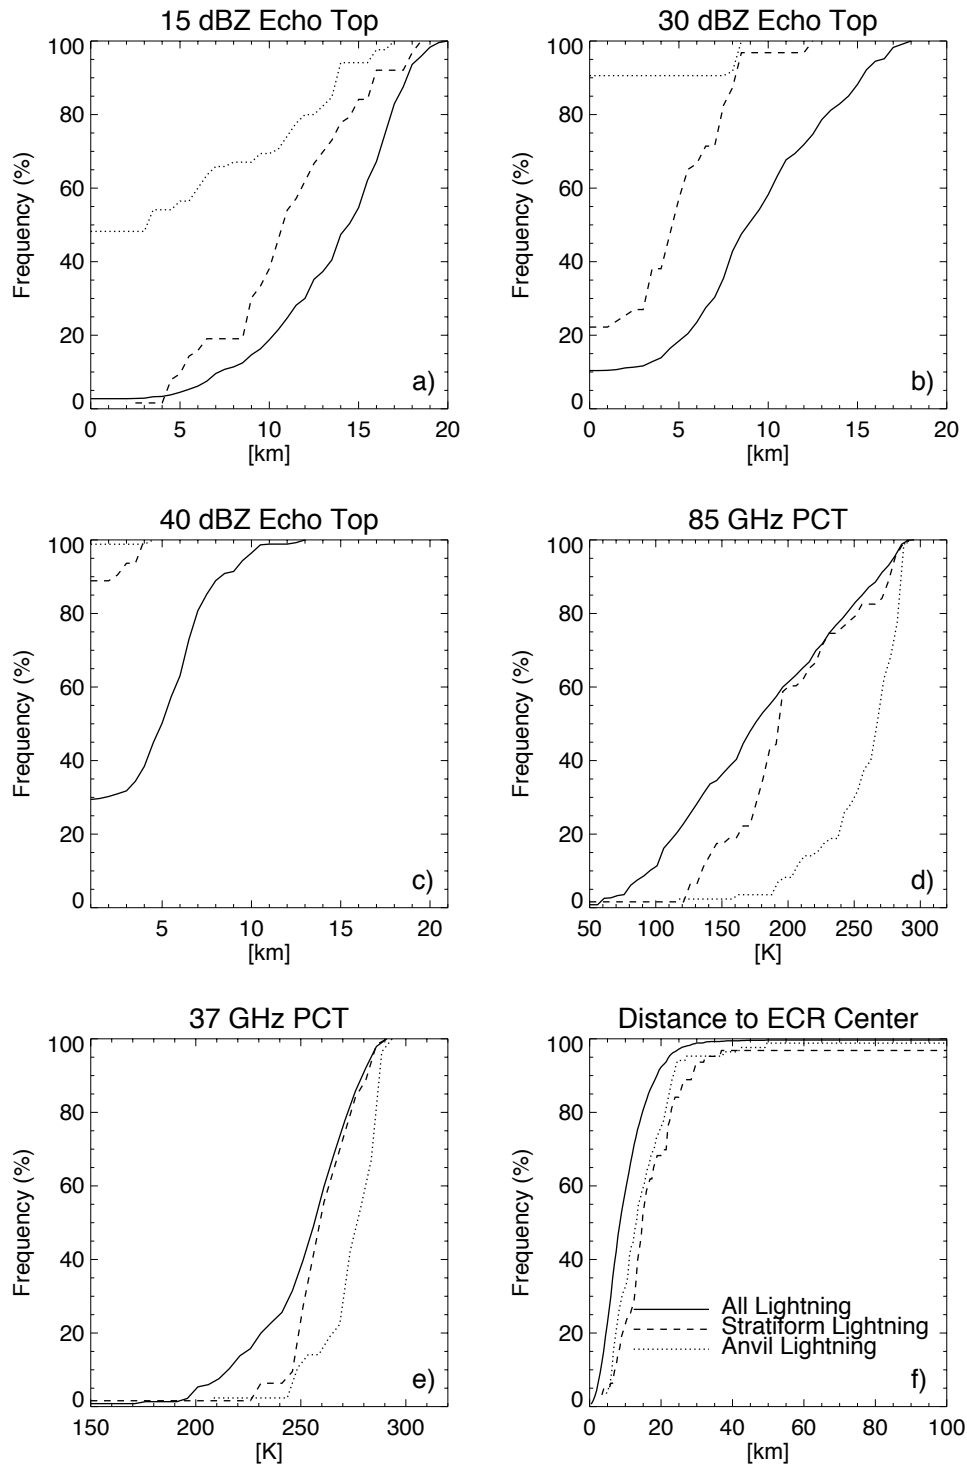 15 dBZ Echo Top
100
80
60
40
20
0
Frequency (%)
a)
0 5 10 15 20
[km]
30 dBZ Echo Top
100
80
60
40
20
0
Frequency (%)
b)
0 5 10 15 20
[km]
40 dBZ Echo Top
100
80
60
40
20
0
Frequency (%)
c)
5 10 15 20
[km]
85 GHz PCT
100
80
60
40
20
0
Frequency (%)
d)
50 100 150 200 250 300
[K]
37 GHz PCT
100
80
60
40
20
0
Frequency (%)
e)
150 200 250 300
[K]
Distance to ECR Center
100
80
60
40
20
0
Frequency (%)
All Lightning
Stratiform Lightning
Anvil Lightning
f)
0 20 40 60 80 100
[km]